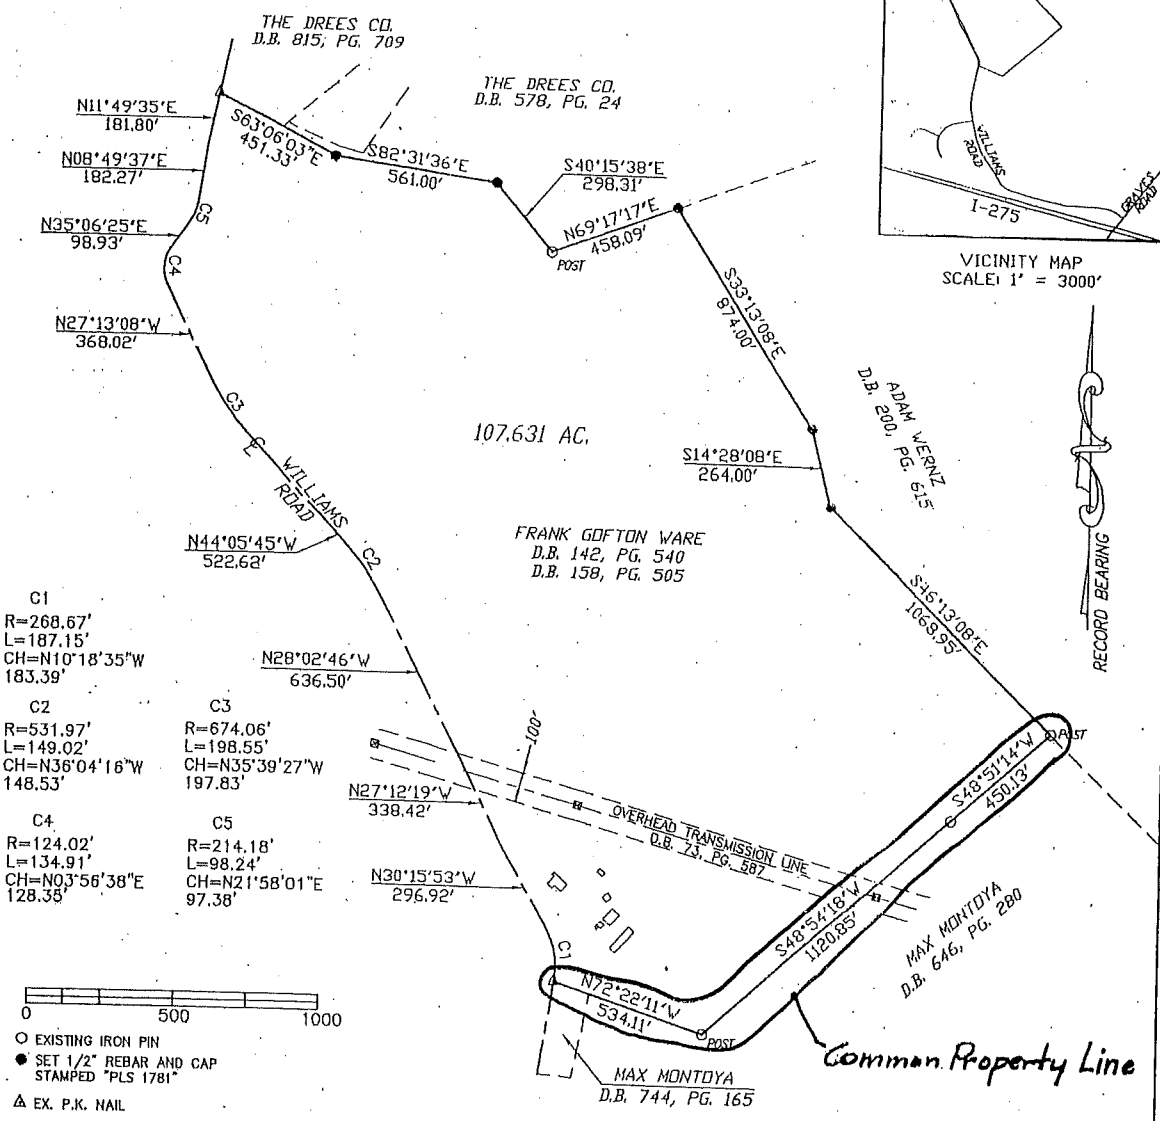 THE DREES CO.
D.B. 815, PG. 709
THE DREES CO.
D.B. 578, PG. 24
N11°49'35"E
181.80'
S63°06'03"E
451.33'
N08°49'37"E
182.27'
S82°31'36"E
561.00'
S40°15'38"E
298.31'
N69°17'17"E
458.09'
POST
N35°06'25"E
98.93'
C5
C4
WILLIAMS
ROAD
GRAVES
ROAD
I-275
VICINITY MAP
SCALE: 1" = 3000'
N27°13'08"W
368.02'
S33°13'08"E
874.00'
C3
CL
107.631 AC.
ADAM WERNZ
D.B. 200, PG. 615
S14°28'08"E
264.00'
WILLIAMS
ROAD
N44°05'45"W
522.62'
C2
FRANK GOFTON WARE
D.B. 142, PG. 540
D.B. 158, PG. 505
S46°13'08"E
1068.95'
RECORD BEARING
C1
R=268.67'
L=187.15'
CH=N10°18'35"W
183.39'
N28°02'46"W
636.50'
C2
R=531.97'
L=149.02'
CH=N36°04'16"W
148.53'
C3
R=674.06'
L=198.55'
CH=N35°39'27"W
197.83'
C4
R=124.02'
L=134.91'
CH=N03°56'38"E
128.35'
C5
R=214.18'
L=98.24'
CH=N21°58'01"E
97.38'
100'
N27°12'19"W
338.42'
OVERHEAD TRANSMISSION LINE
D.B. 73, PG. 587
POST
S48°51'14"W
450.13'
N30°15'53"W
296.92'
S48°54'18"W
1120.85'
MAX MONTOYA
D.B. 646, PG. 280
C1
N72°22'11"W
534.11'
POST
Common Property Line
MAX MONTOYA
D.B. 744, PG. 165
0 500 1000
EXISTING IRON PIN
SET 1/2" REBAR AND CAP
STAMPED "PLS 1781"
EX. P.K. NAIL